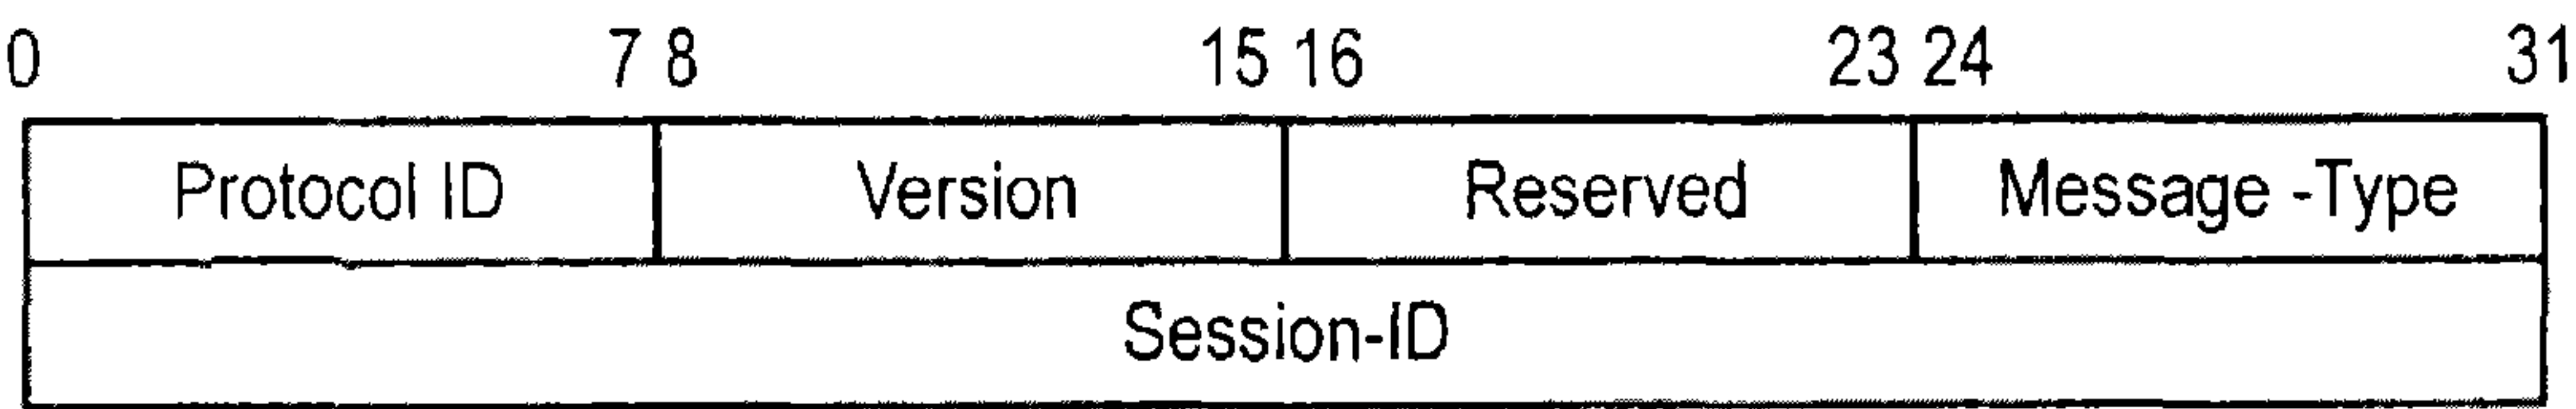 0 7 8 15 16 23 24 31
Protocol ID Version Reserved Message -Type
Session-ID